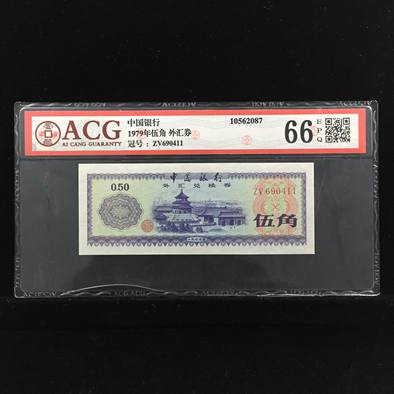 ACG
AI CANG GUARANTY
中国银行
10562087
1979年伍角 外汇券
冠号：ZV690411
66
EPQ
中国银行
外汇兑换券
0.50
ZV690411
伍角